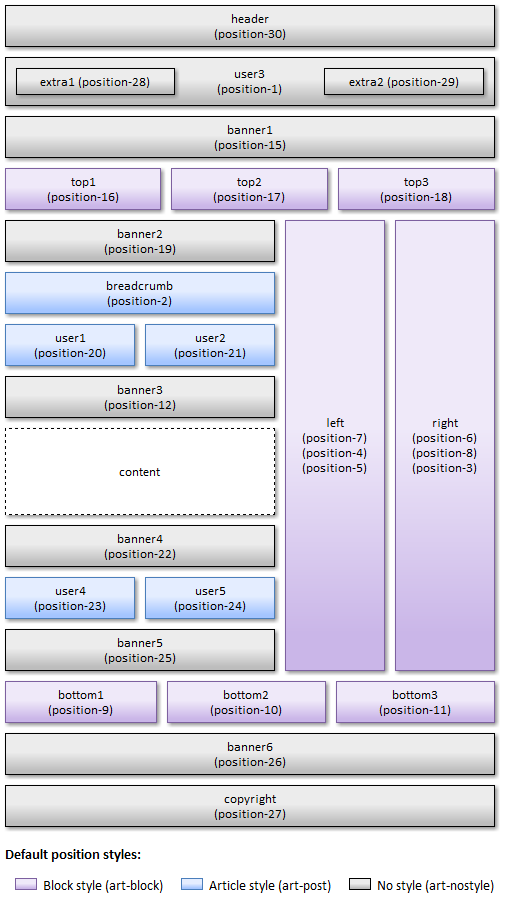 header
(position-30)
extra1 (position-28)
user3
(position-1)
extra2 (position-29)
banner1
(position-15)
top1
(position-16)
top2
(position-17)
top3
(position-18)
banner2
(position-19)
breadcrumb
(position-2)
user1
(position-20)
user2
(position-21)
banner3
(position-12)
content
banner4
(position-22)
user4
(position-23)
user5
(position-24)
banner5
(position-25)
left
(position-7)
(position-4)
(position-5)
right
(position-6)
(position-8)
(position-3)
bottom1
(position-9)
bottom2
(position-10)
bottom3
(position-11)
banner6
(position-26)
copyright
(position-27)
Default position styles:
Block style (art-block)
Article style (art-post)
No style (art-nostyle)